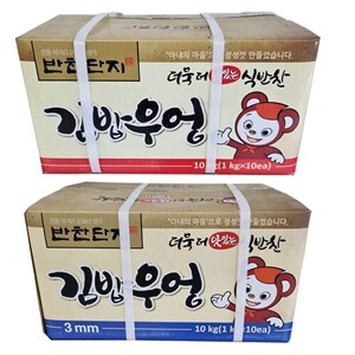 반찬단지
"아내의 마음"으로 정성껏 만들었습니다.
더욱 더 맛있는 식반찬
김밥우엉
10 kg(1 kg×10ea)
반찬단지
"아내의 마음"으로 정성껏 만들었습니다.
더욱 더 맛있는 식반찬
김밥우엉
3 mm
10 kg(1 kg×10ea)